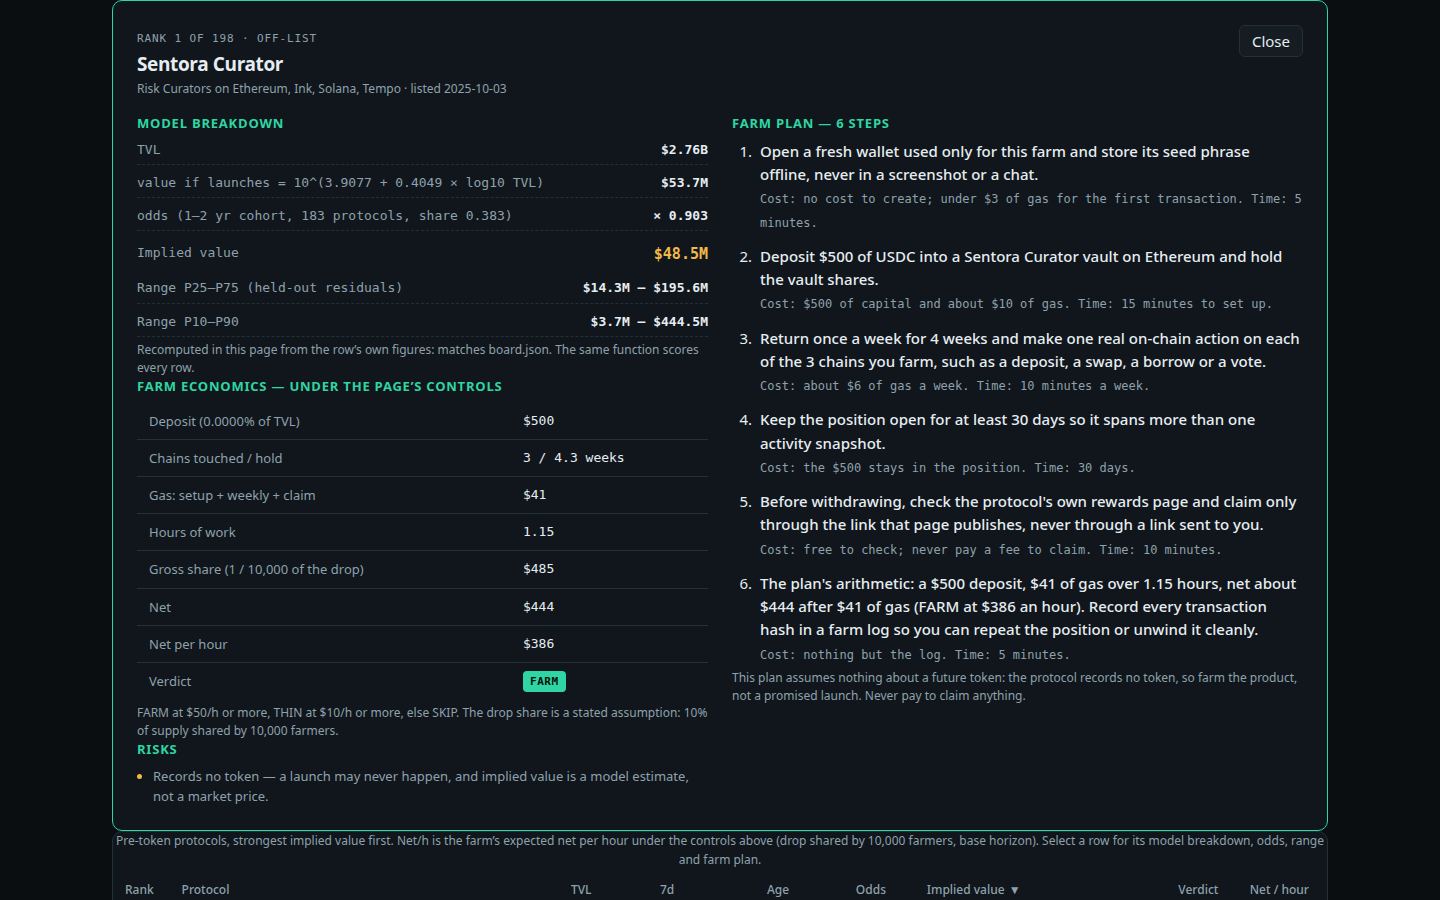 RANK 1 OF 198 · OFF-LIST
Close
Sentora Curator
Risk Curators on Ethereum, Ink, Solana, Tempo · listed 2025-10-03
MODEL BREAKDOWN
TVL $2.76B
value if launches = 10^(3.9077 + 0.4049 × log10 TVL) $53.7M
odds (1–2 yr cohort, 183 protocols, share 0.383) × 0.903
Implied value $48.5M
Range P25–P75 (held-out residuals) $14.3M — $195.6M
Range P10–P90 $3.7M — $444.5M
Recomputed in this page from the row's own figures: matches board.json. The same function scores
every row.
FARM ECONOMICS — UNDER THE PAGE'S CONTROLS
Deposit (0.0000% of TVL) $500
Chains touched / hold 3 / 4.3 weeks
Gas: setup + weekly + claim $41
Hours of work 1.15
Gross share (1 / 10,000 of the drop) $485
Net $444
Net per hour $386
Verdict FARM
FARM at $50/h or more, THIN at $10/h or more, else SKIP. The drop share is a stated assumption: 10%
of supply shared by 10,000 farmers.
RISKS
Records no token — a launch may never happen, and implied value is a model estimate,
not a market price.
FARM PLAN — 6 STEPS
1. Open a fresh wallet used only for this farm and store its seed phrase
offline, never in a screenshot or a chat.
Cost: no cost to create; under $3 of gas for the first transaction. Time: 5
minutes.
2. Deposit $500 of USDC into a Sentora Curator vault on Ethereum and hold
the vault shares.
Cost: $500 of capital and about $10 of gas. Time: 15 minutes to set up.
3. Return once a week for 4 weeks and make one real on-chain action on each
of the 3 chains you farm, such as a deposit, a swap, a borrow or a vote.
Cost: about $6 of gas a week. Time: 10 minutes a week.
4. Keep the position open for at least 30 days so it spans more than one
activity snapshot.
Cost: the $500 stays in the position. Time: 30 days.
5. Before withdrawing, check the protocol's own rewards page and claim only
through the link that page publishes, never through a link sent to you.
Cost: free to check; never pay a fee to claim. Time: 10 minutes.
6. The plan's arithmetic: a $500 deposit, $41 of gas over 1.15 hours, net about
$444 after $41 of gas (FARM at $386 an hour). Record every transaction
hash in a farm log so you can repeat the position or unwind it cleanly.
Cost: nothing but the log. Time: 5 minutes.
This plan assumes nothing about a future token: the protocol records no token, so farm the product,
not a promised launch. Never pay to claim anything.
Pre-token protocols, strongest implied value first. Net/h is the farm's expected net per hour under the controls above (drop shared by 10,000 farmers, base horizon). Select a row for its model breakdown, odds, range
and farm plan.
Rank Protocol TVL 7d Age Odds Implied value ▼ Verdict Net / hour